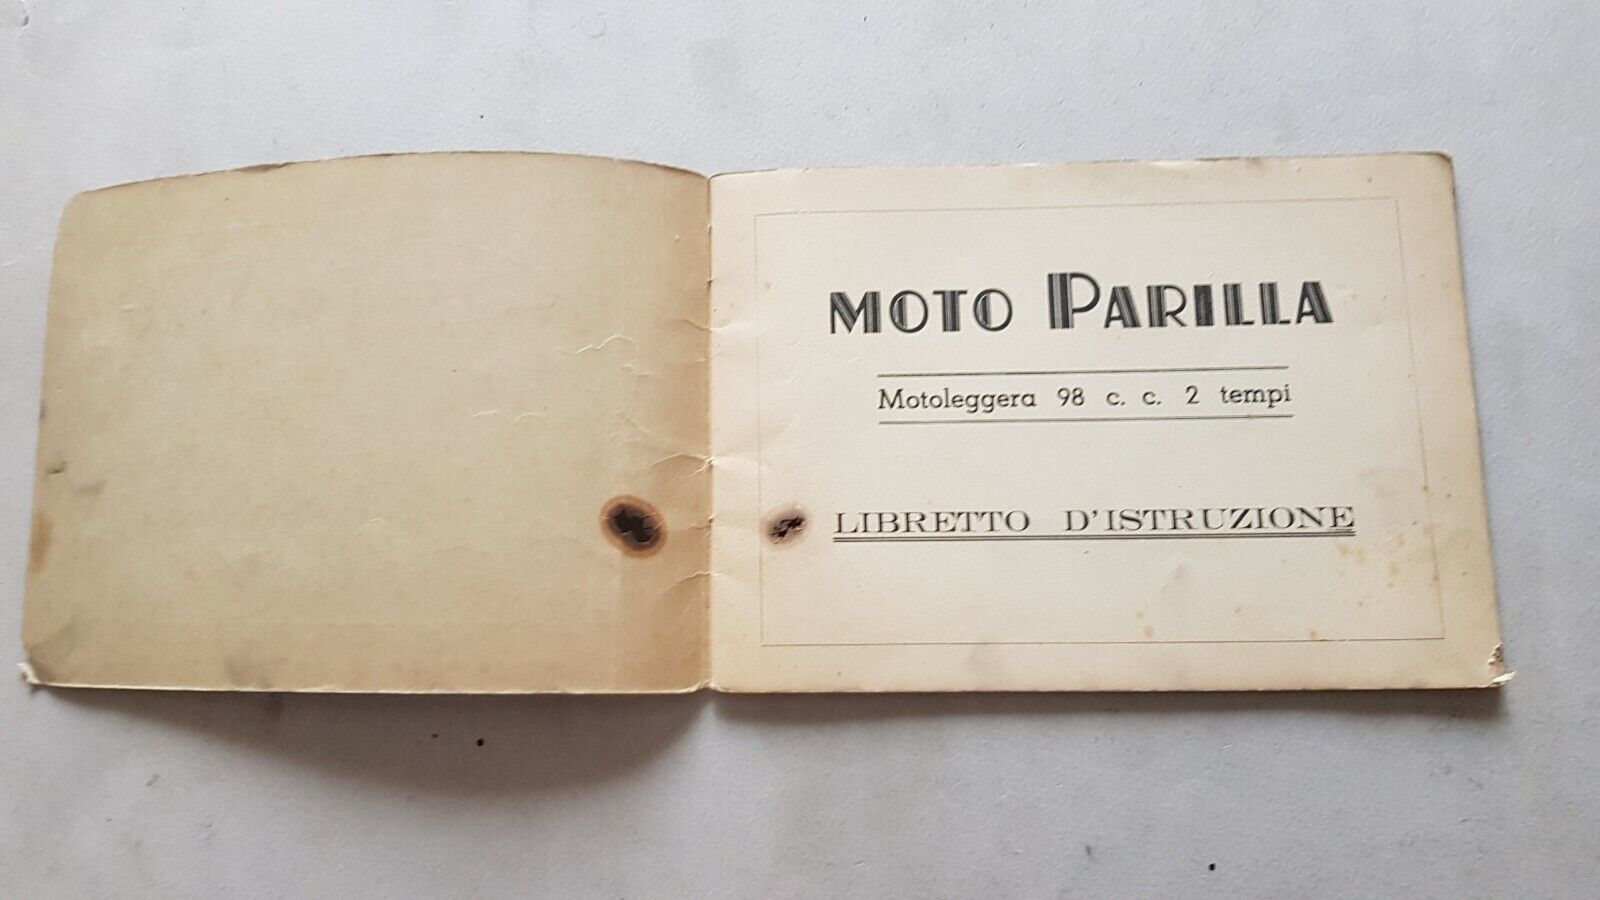 MOTO PARILLA
Motoleggera 98 c. c. 2 tempi
LIBRETTO D'ISTRUZIONE